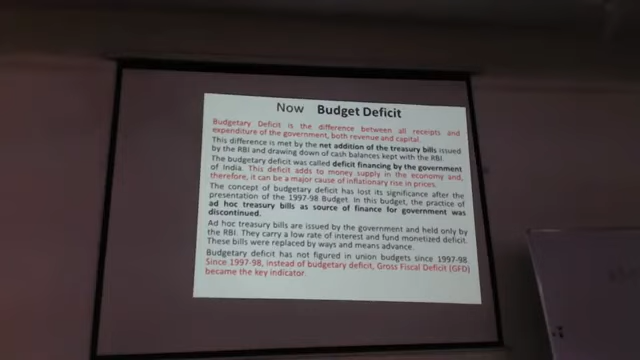 Now Budget Deficit
Budgetary Deficit is the difference between all receipts and
expenditure of the government, both revenue and capital.
This difference is met by the net addition of the treasury bills issued
by the RBI and drawing down of cash balances kept with the RBI.
The budgetary deficit was called deficit financing by the government
of India. This deficit adds to money supply in the economy and,
therefore, it can be a major cause of inflationary rise in prices.
The concept of budgetary deficit has lost its significance after the
presentation of the 1997-98 Budget. In this budget, the practice of
ad hoc treasury bills as source of finance for government was
discontinued.
Ad hoc treasury bills are issued by the government and held only by
the RBI. They carry a low rate of interest and fund monetized deficit.
These bills were replaced by ways and means advance.
Budgetary deficit has not figured in union budgets since 1997-98
Since 1997-98, instead of budgetary deficit, Gross Fiscal Deficit (GFD)
became the key indicator.